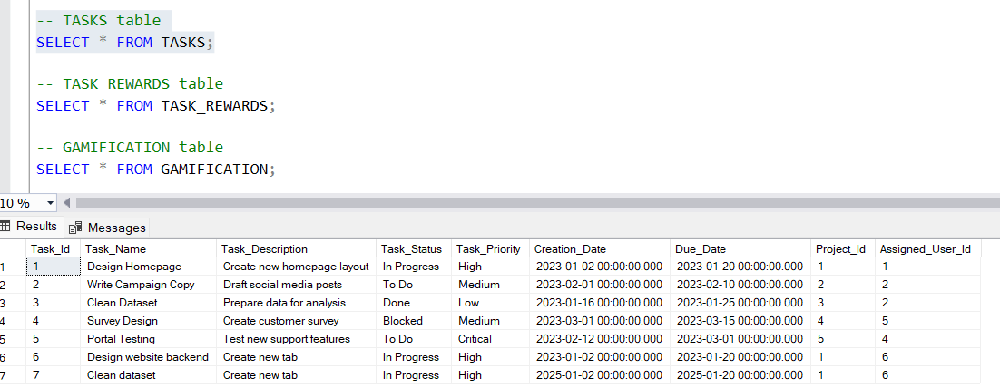 -- TASKS table
SELECT * FROM TASKS;
-- TASK_REWARDS table
SELECT * FROM TASK_REWARDS;
-- GAMIFICATION table
SELECT * FROM GAMIFICATION;
10 %
Results Messages
Task_Id Task_Name Task_Description Task_Status Task_Priority Creation_Date Due_Date Project_Id Assigned_User_Id
1 1 Design Homepage Create new homepage layout In Progress High 2023-01-02 00:00:00.000 2023-01-20 00:00:00.000 1 1
2 2 Write Campaign Copy Draft social media posts To Do Medium 2023-02-01 00:00:00.000 2023-02-10 00:00:00.000 2 2
3 3 Clean Dataset Prepare data for analysis Done Low 2023-01-16 00:00:00.000 2023-01-25 00:00:00.000 3 2
4 4 Survey Design Create customer survey Blocked Medium 2023-03-01 00:00:00.000 2023-03-15 00:00:00.000 4 5
5 5 Portal Testing Test new support features To Do Critical 2023-02-12 00:00:00.000 2023-03-01 00:00:00.000 5 4
6 6 Design website backend Create new tab In Progress High 2023-01-02 00:00:00.000 2023-01-20 00:00:00.000 1 6
7 7 Clean dataset Create new tab In Progress High 2025-01-02 00:00:00.000 2025-01-20 00:00:00.000 1 6